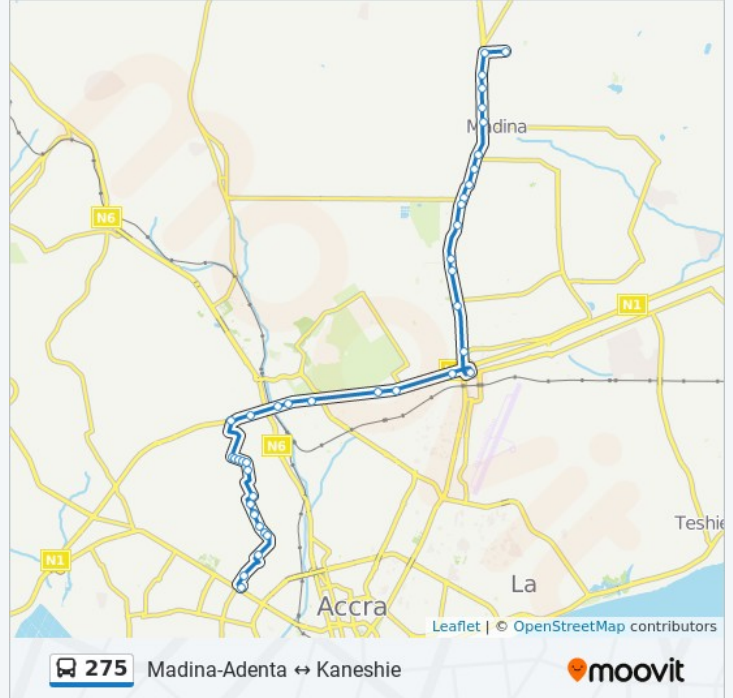 Madina
N6
N1
N6
Teshie
N1
La
Accra
Leaflet | © OpenStreetMap contributors
275 Madina-Adenta ↔ Kaneshie
moovit